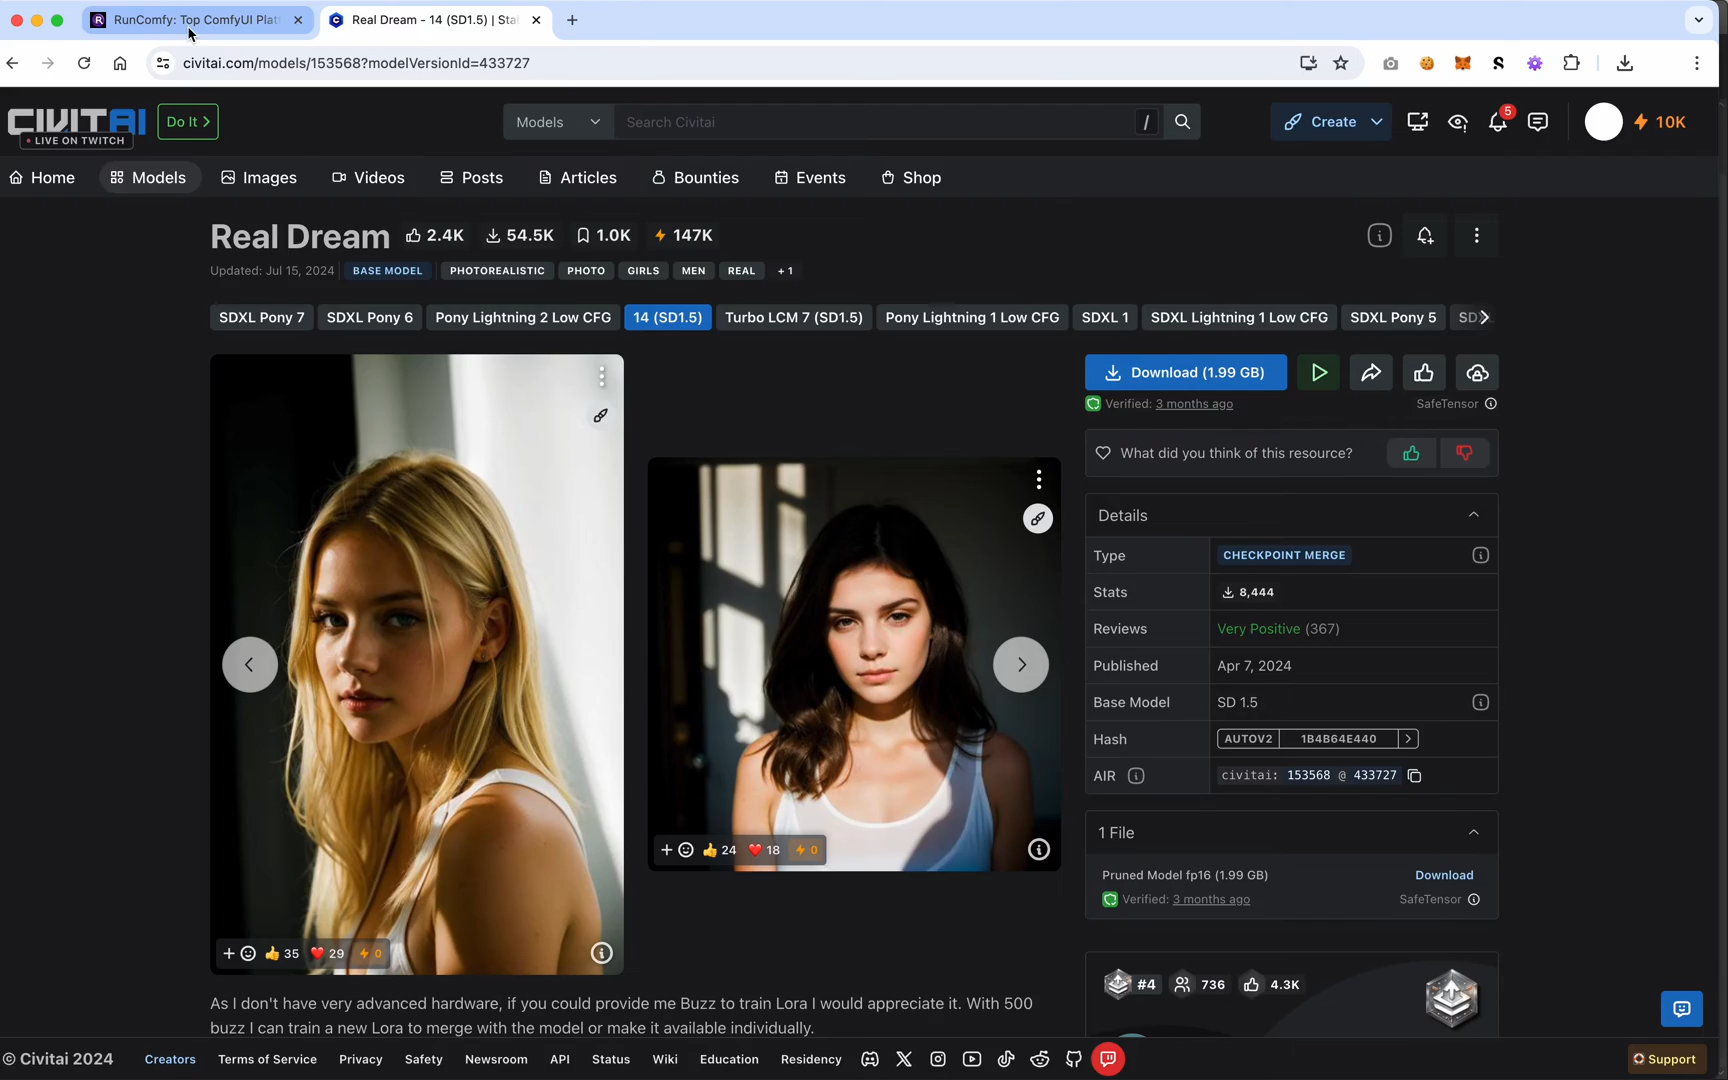 RunComfy: Top ComfyUI Plat
Real Dream - 14 (SD1.5) | Sta
civitai.com/models/153568?modelVersionId=433727
CIVITAI
LIVE ON TWITCH
Do It >
Models
Search Civitai
/
Create
5
10K
Home
Models
Images
Videos
Posts
Articles
Bounties
Events
Shop
Real Dream
2.4K
54.5K
1.0K
147K
Updated: Jul 15, 2024
BASE MODEL
PHOTOREALISTIC
PHOTO
GIRLS
MEN
REAL
+ 1
SDXL Pony 7
SDXL Pony 6
Pony Lightning 2 Low CFG
14 (SD1.5)
Turbo LCM 7 (SD1.5)
Pony Lightning 1 Low CFG
SDXL 1
SDXL Lightning 1 Low CFG
SDXL Pony 5
Download (1.99 GB)
Verified: 3 months ago
SafeTensor
What did you think of this resource?
Details
Type
CHECKPOINT MERGE
Stats
8,444
Reviews
Very Positive (367)
Published
Apr 7, 2024
Base Model
SD 1.5
Hash
AUTOV2
1B4B64E440
AIR
civitai: 153568 @ 433727
1 File
Pruned Model fp16 (1.99 GB)
Download
Verified: 3 months ago
SafeTensor
+ 👍 24 ❤️ 18 ⚡ 0
+ 👍 35 ❤️ 29 ⚡ 0
#4
736
4.3K
As I don't have very advanced hardware, if you could provide me Buzz to train Lora I would appreciate it. With 500
buzz I can train a new Lora to merge with the model or make it available individually.
© Civitai 2024
Creators
Terms of Service
Privacy
Safety
Newsroom
API
Status
Wiki
Education
Residency
Support